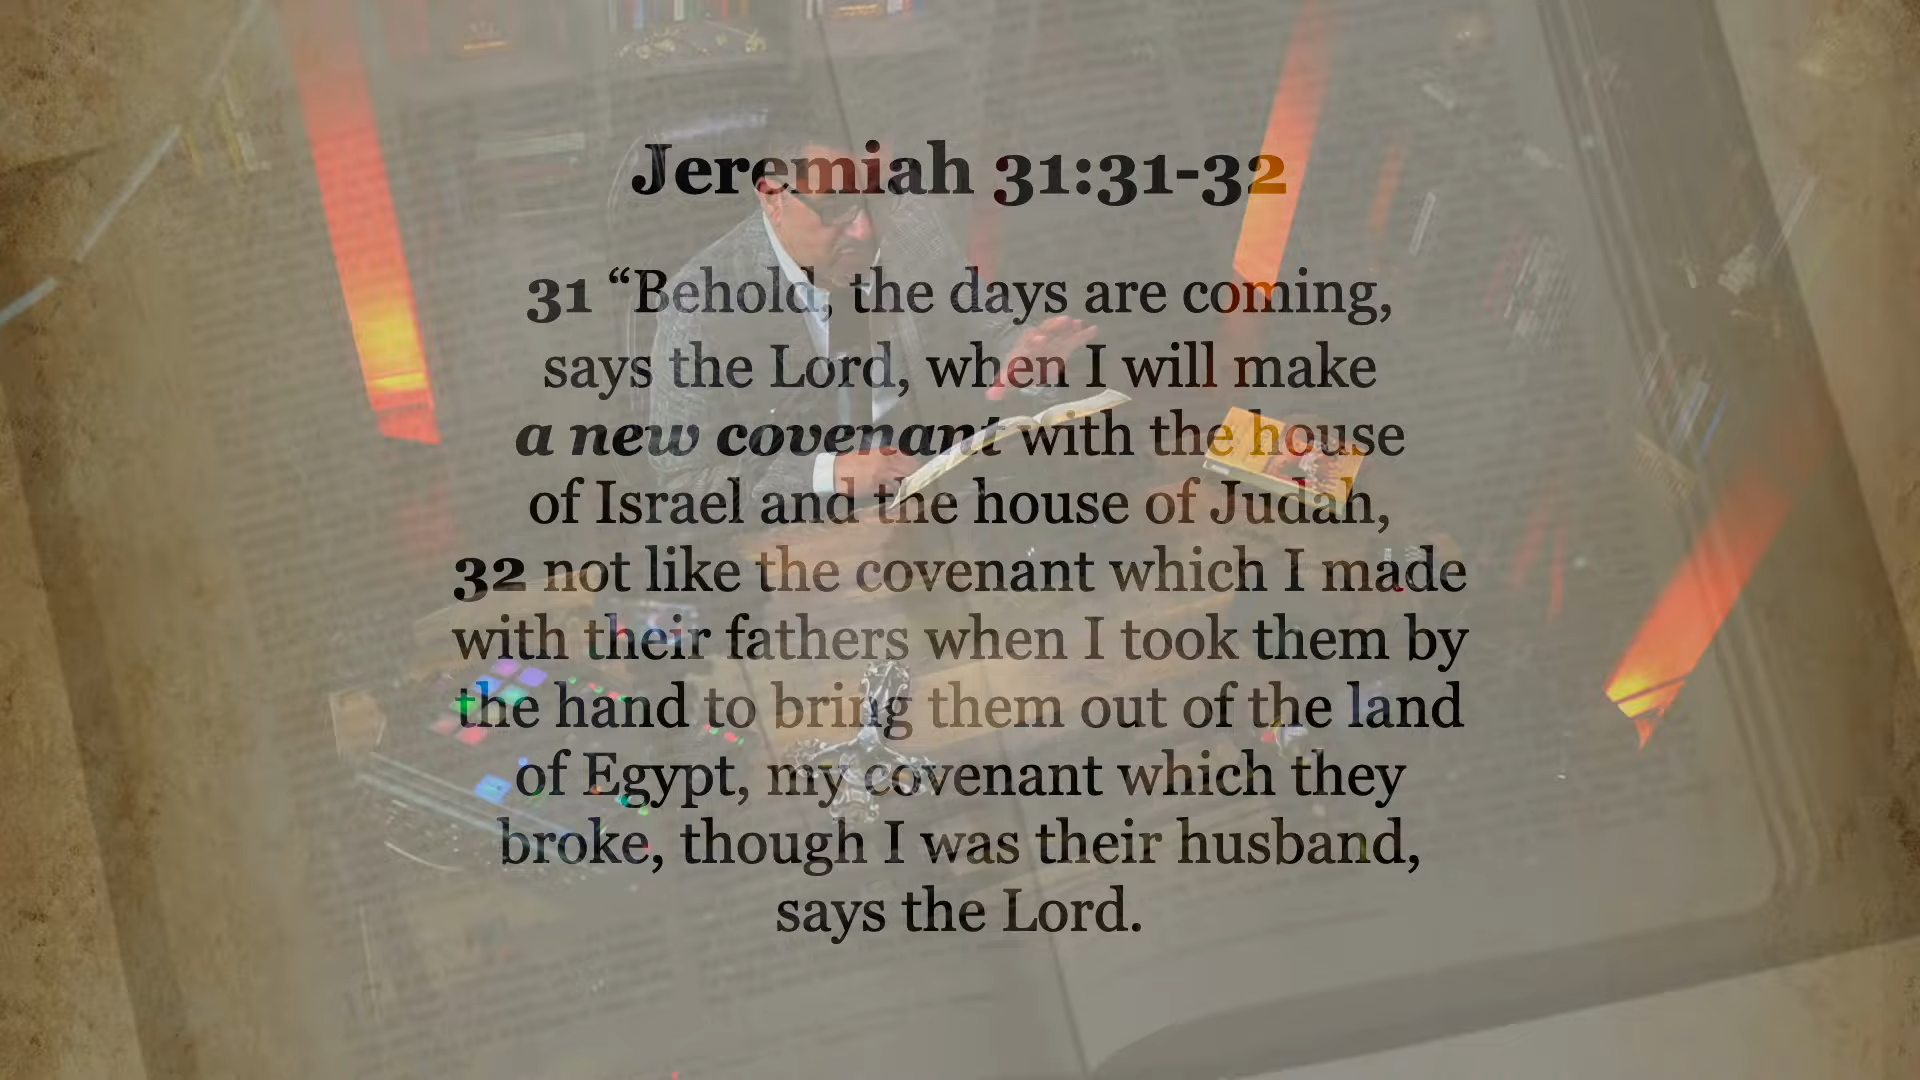 Jeremiah 31:31-32
31 “Behold, the days are coming,
says the Lord, when I will make
a new covenant with the house
of Israel and the house of Judah,
32 not like the covenant which I made
with their fathers when I took them by
the hand to bring them out of the land
of Egypt, my covenant which they
broke, though I was their husband,
says the Lord.